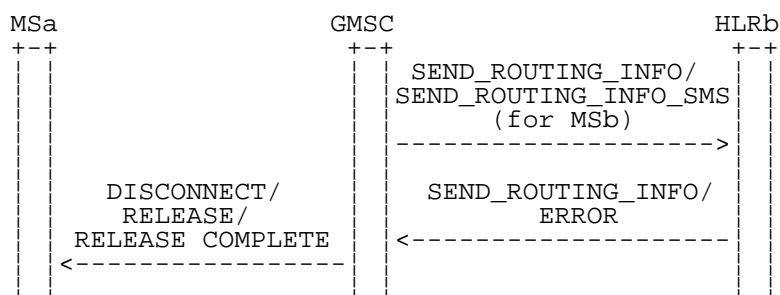 MSa GMSC HLRb
SEND_ROUTING_INFO/
SEND_ROUTING_INFO_SMS
(for MSb)
DISCONNECT/ SEND_ROUTING_INFO/
RELEASE/ ERROR
RELEASE COMPLETE